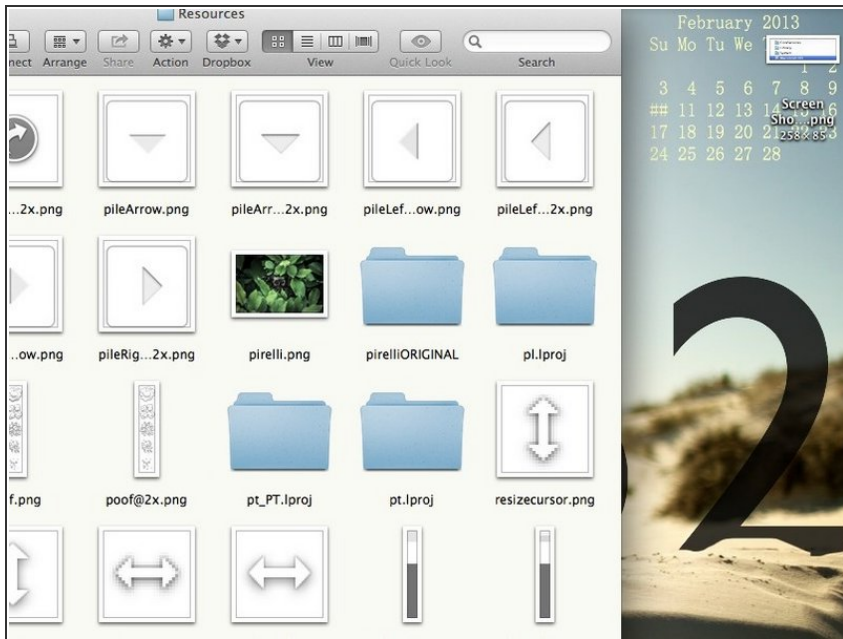 Resources
nect Arrange Share Action Dropbox View Quick Look Search
...2x.png pileArrow.png pileArr...2x.png pileLef...ow.png pileLef...2x.png
...ow.png pileRig...2x.png pirelli.png pirelliORIGINAL pl.lproj
f.png poof@2x.png pt_PT.lproj pt.lproj resizecursor.png
February 2013
Su Mo Tu We
1 2
3 4 5 6 7 8 9
## 11 12 13 14 15 16
17 18 19 20 21 22 23
24 25 26 27 28
Screen
Sho...png
258×85
2